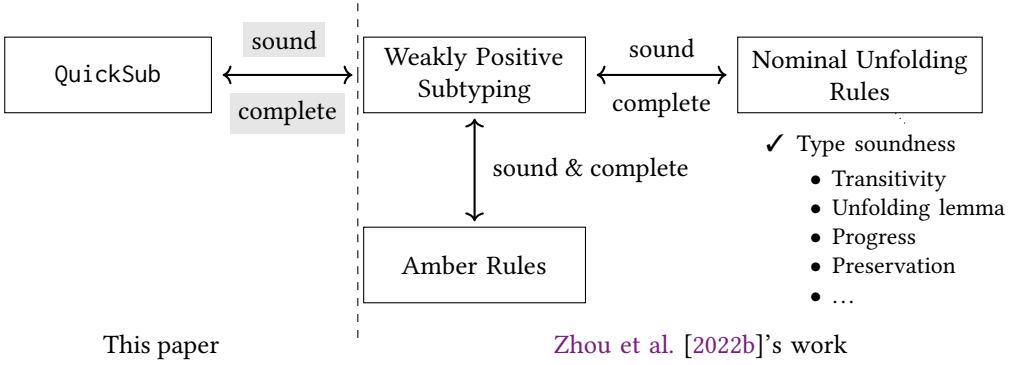 QuickSub
sound
complete
Weakly Positive
Subtyping
sound
complete
Nominal Unfolding
Rules
✓ Type soundness
• Transitivity
• Unfolding lemma
• Progress
• Preservation
• ...
sound & complete
Amber Rules
This paper
Zhou et al. [2022b]'s work